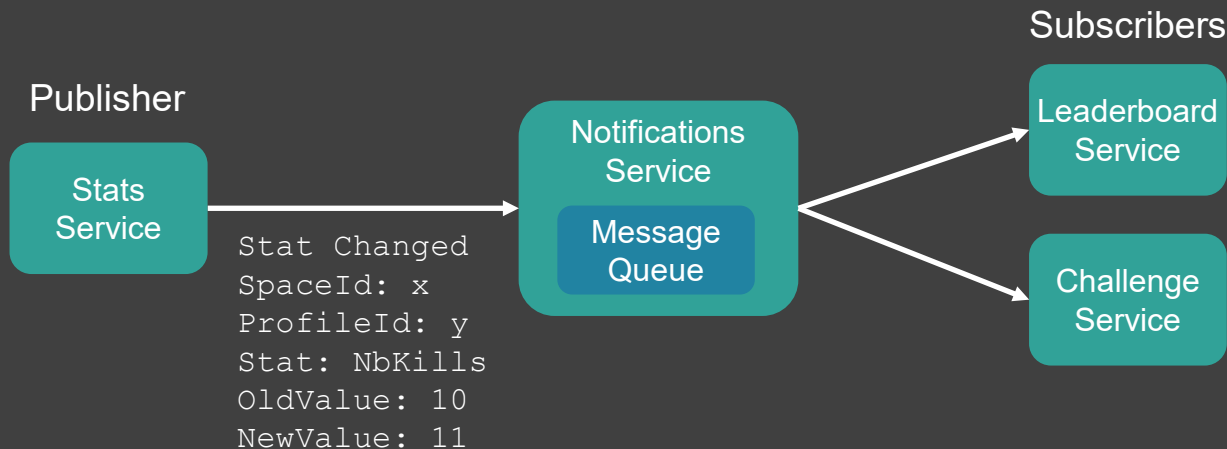 Publisher
Stats
Service
Stat Changed
SpaceId: x
ProfileId: y
Stat: NbKills
OldValue: 10
NewValue: 11
Notifications
Service
Message
Queue
Subscribers
Leaderboard
Service
Challenge
Service